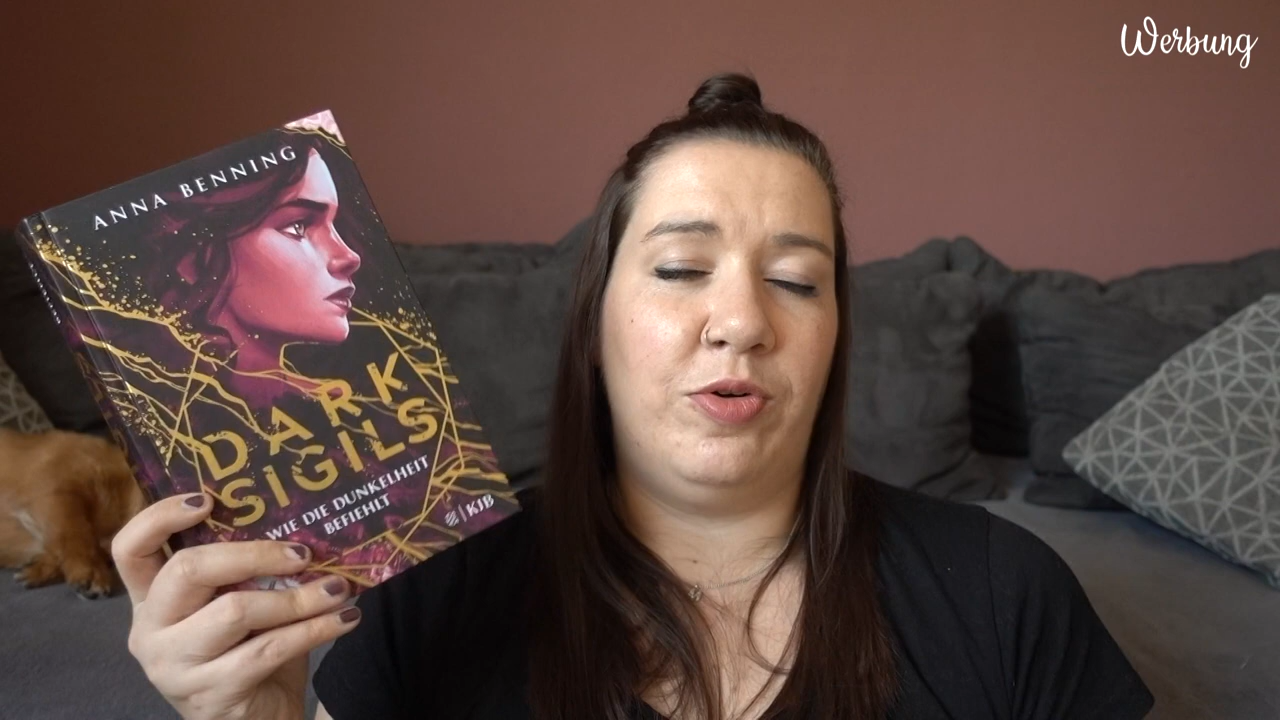 Werbung
ANNA BENNING
DARK
SIGILS
WIE DIE DUNKELHEIT
BEFIEHLT
KJB